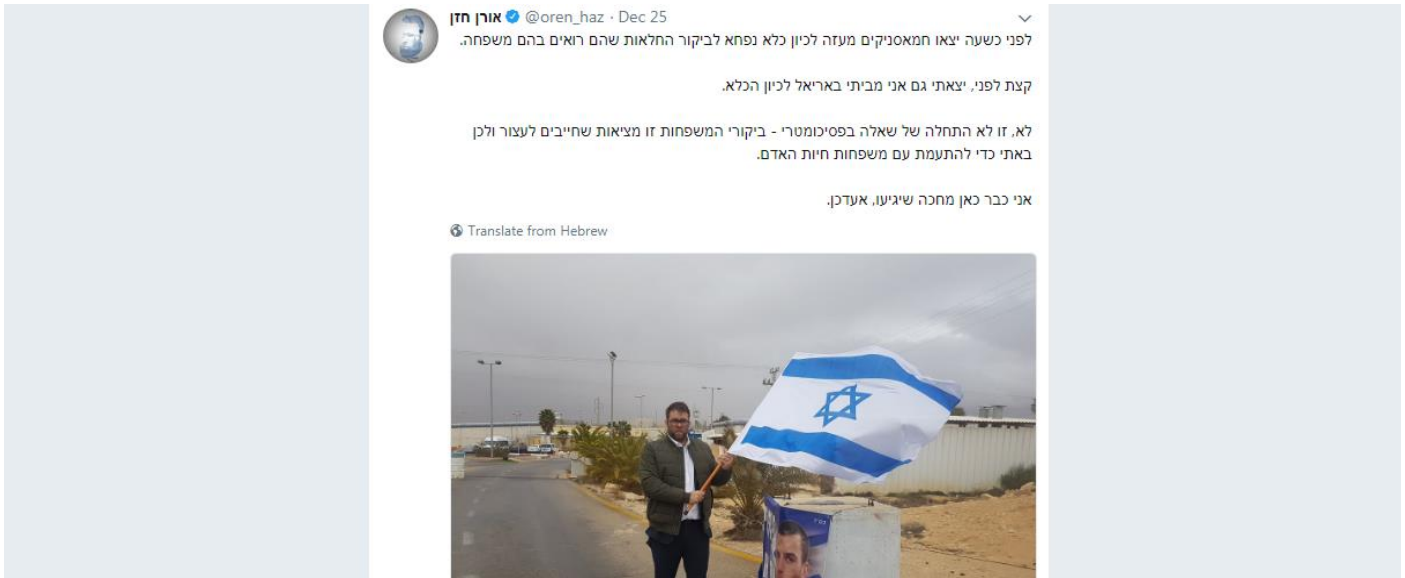 אורן חזן @oren_haz · Dec 25
לפני כשעה יצאו חמאסניקים מעזה לכיון כלא נפחא לביקור החלאות שהם רואים בהם משפחה.
קצת לפני, יצאתי גם אני מביתי באריאל לכיון הכלא.
לא, זו לא התחלה של שאלה בפסיכומטרי - ביקורי המשפחות זו מציאות שחייבים לעצור ולכן
באתי כדי להתעמת עם משפחות חיות האדם.
אני כבר כאן מחכה שיגיעו, אעדכן.
Translate from Hebrew